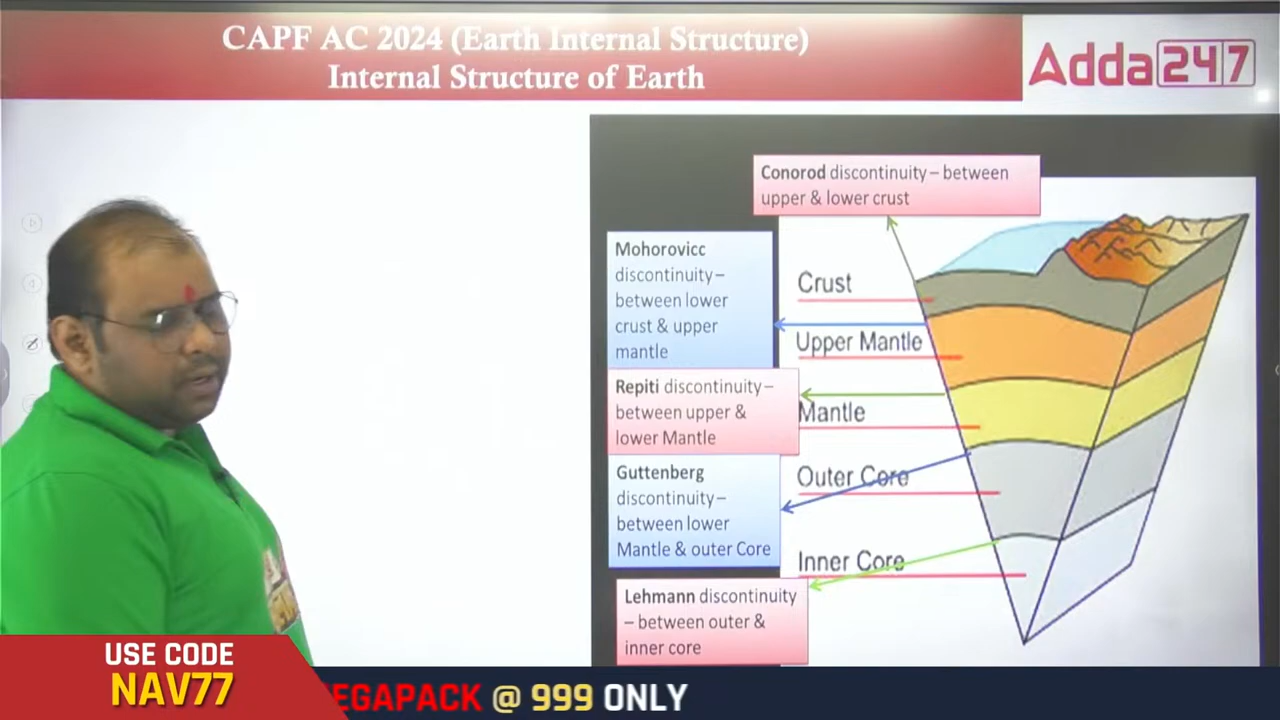 CAPF AC 2024 (Earth Internal Structure)
Internal Structure of Earth
Adda247
Conorod discontinuity – between
upper & lower crust
Mohorovicc
discontinuity –
between lower
crust & upper
mantle
Crust
Upper Mantle
Repiti discontinuity –
between upper &
lower Mantle
Mantle
Guttenberg
discontinuity –
between lower
Mantle & outer Core
Outer Core
Inner Core
Lehmann discontinuity
– between outer &
inner core
USE CODE
NAV77
EGAPACK @ 999 ONLY